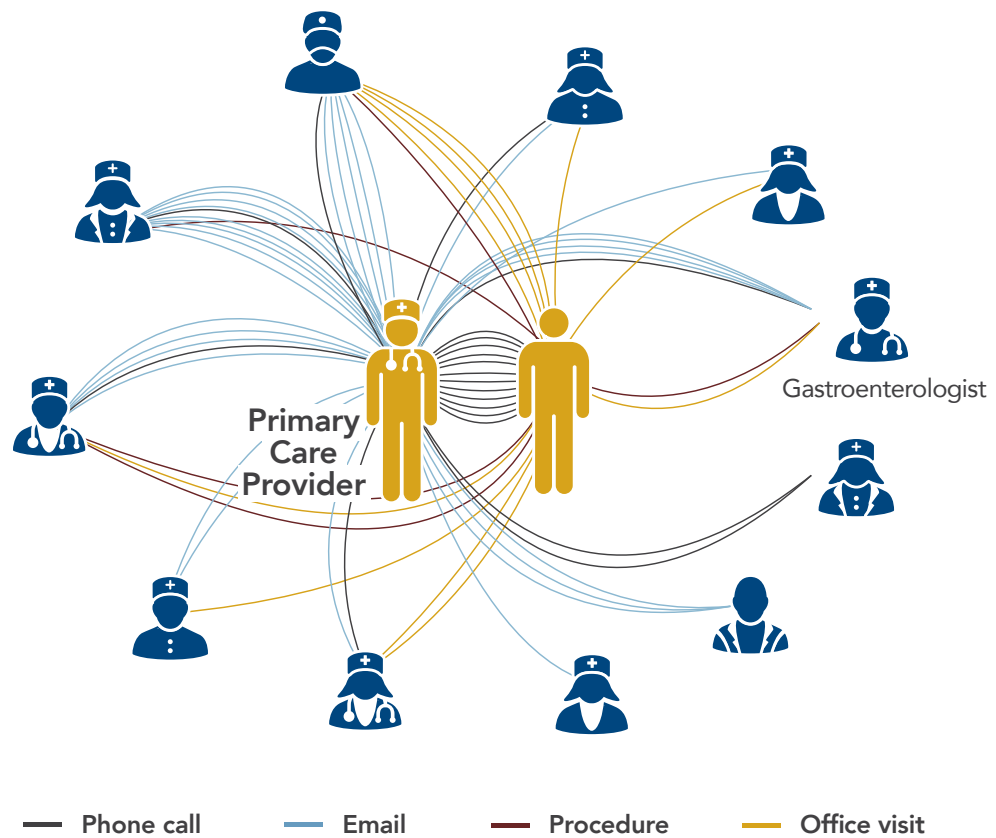 Gastroenterologist
Primary
Care
Provider
Phone call
Email
Procedure
Office visit